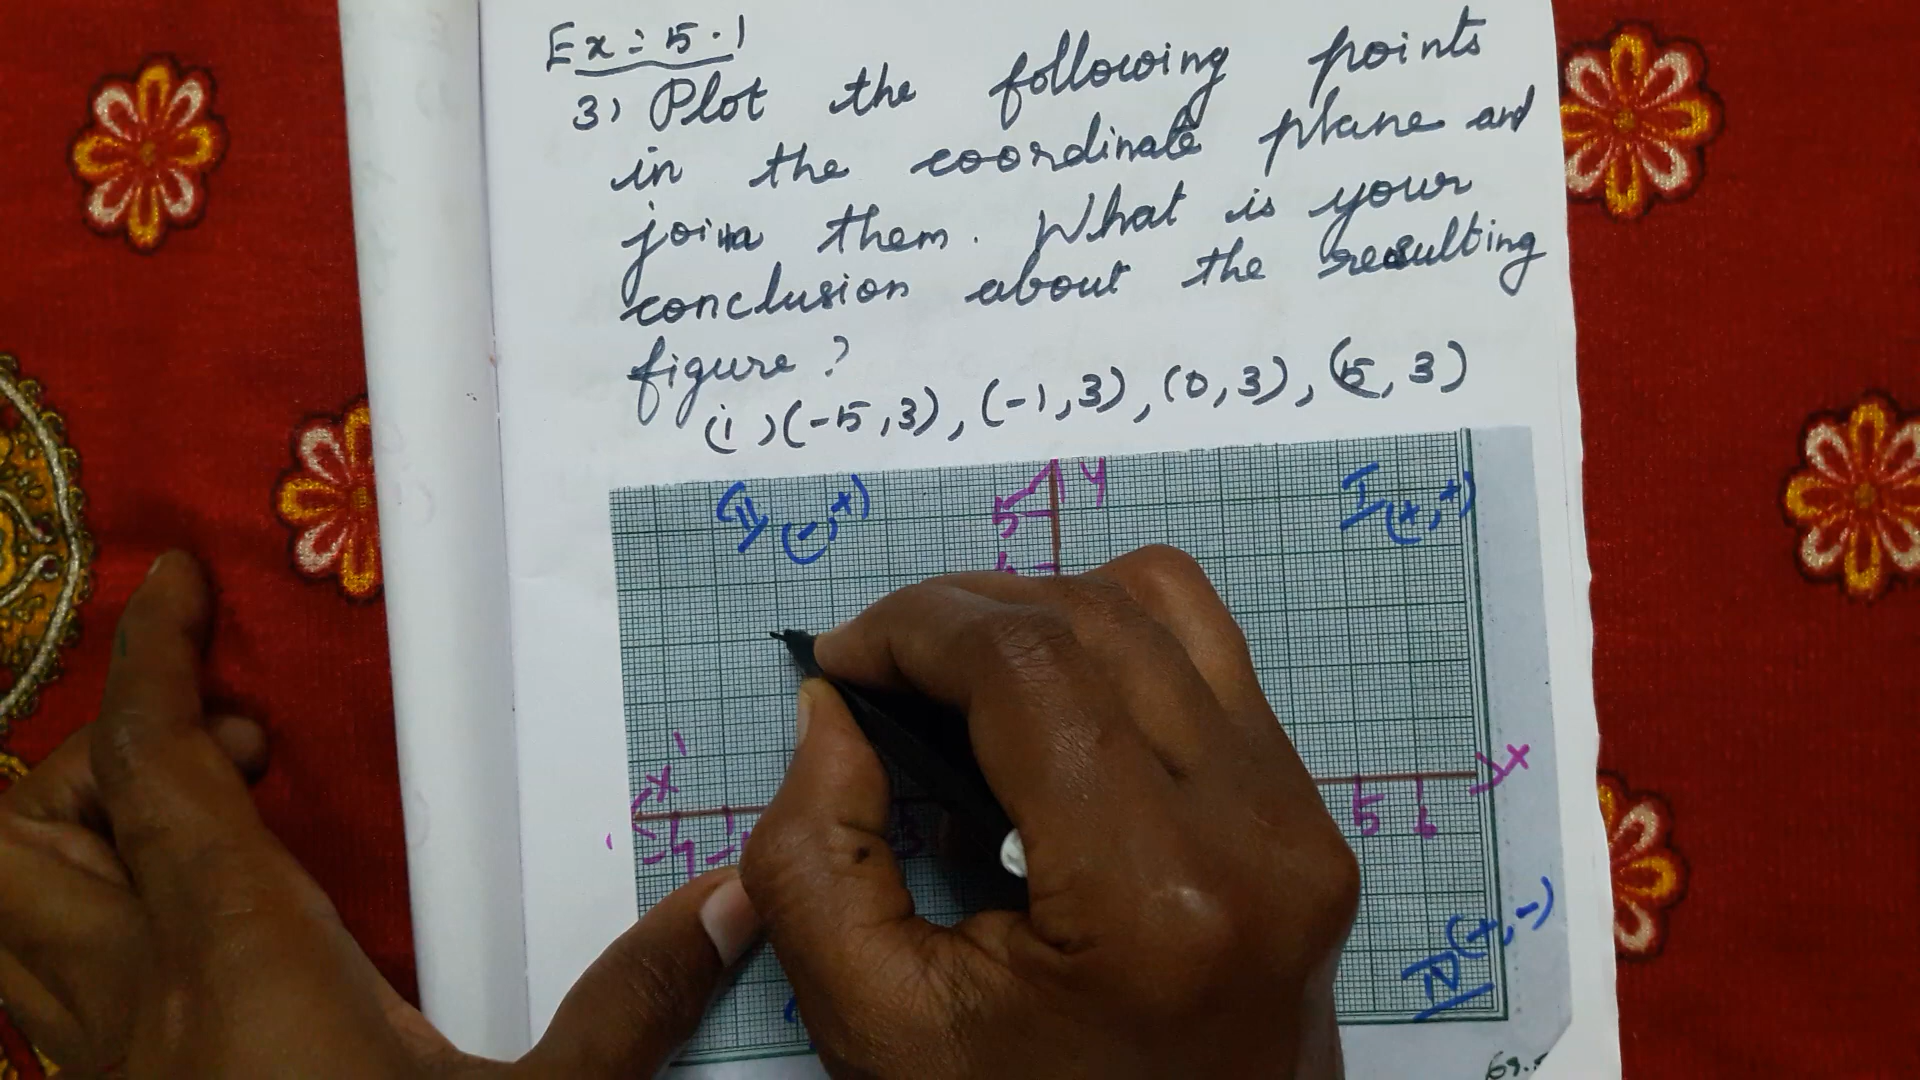 Ex: 5.1
3) Plot the following points
in the coordinate plane and
join them. What is your
conclusion about the resulting
figure?
(i) (-5,3), (-1,3), (0,3), (5,3)
Y
II (-,+)
I (+,+)
5
X
5 6
IV (+,-)